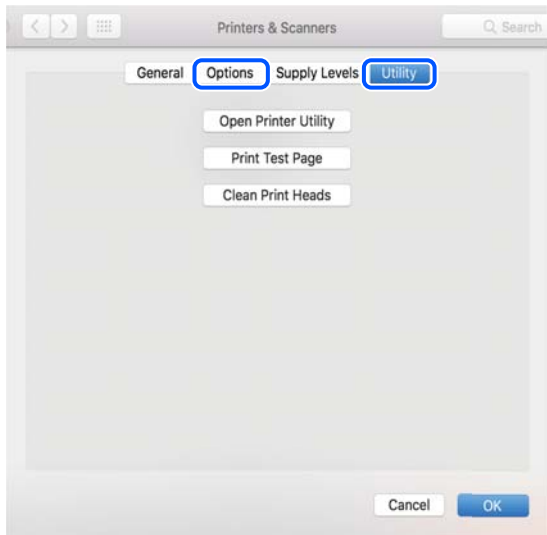 Printers & Scanners Search
General Options Supply Levels Utility
Open Printer Utility
Print Test Page
Clean Print Heads
Cancel OK